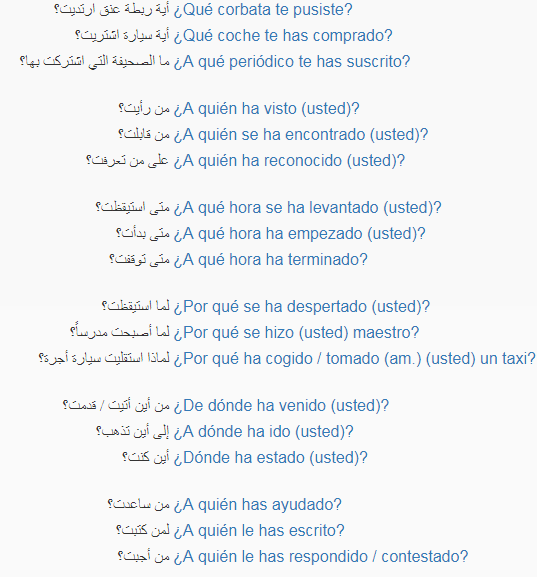 أية ربطة عنق ارتديت؟ ¿Qué corbata te pusiste?
أية سيارة اشتريت؟ ¿Qué coche te has comprado?
ما الصحيفة التي اشتركت بها؟ ¿A qué periódico te has suscrito?
من رأيت؟ ¿A quién ha visto (usted)?
من قابلت؟ ¿A quién se ha encontrado (usted)?
على من تعرفت؟ ¿A quién ha reconocido (usted)?
متى استيقظت؟ ¿A qué hora se ha levantado (usted)?
متى بدأت؟ ¿A qué hora ha empezado (usted)?
متى توقفت؟ ¿A qué hora ha terminado?
لما استيقظت؟ ¿Por qué se ha despertado (usted)?
لما أصبحت مدرساً؟ ¿Por qué se hizo (usted) maestro?
لماذا استقليت سيارة أجرة؟ ¿Por qué ha cogido / tomado (am.) (usted) un taxi?
من أين أتيت / قدمت؟ ¿De dónde ha venido (usted)?
إلى أين تذهب؟ ¿A dónde ha ido (usted)?
أين كنت؟ ¿Dónde ha estado (usted)?
من ساعدت؟ ¿A quién has ayudado?
لمن كتبت؟ ¿A quién le has escrito?
من أجبت؟ ¿A quién le has respondido / contestado?